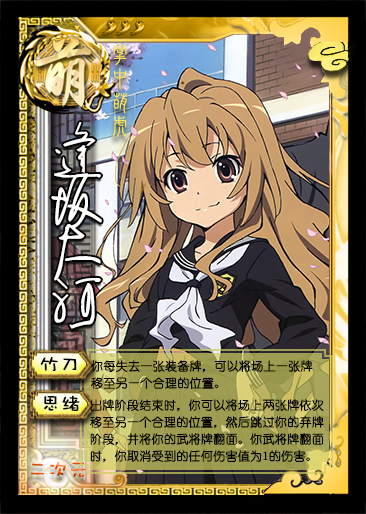 萌
掌中萌虎
逢坂大河
竹刀
你每失去一张装备牌，可以将场上一张牌
移至另一个合理的位置。
思绪
出牌阶段结束时，你可以将场上两张牌依次
移至另一个合理的位置，然后跳过你的弃牌
阶段，并将你的武将牌翻面。你武将牌翻面
时，你取消受到的任何伤害值为1的伤害。
二次元